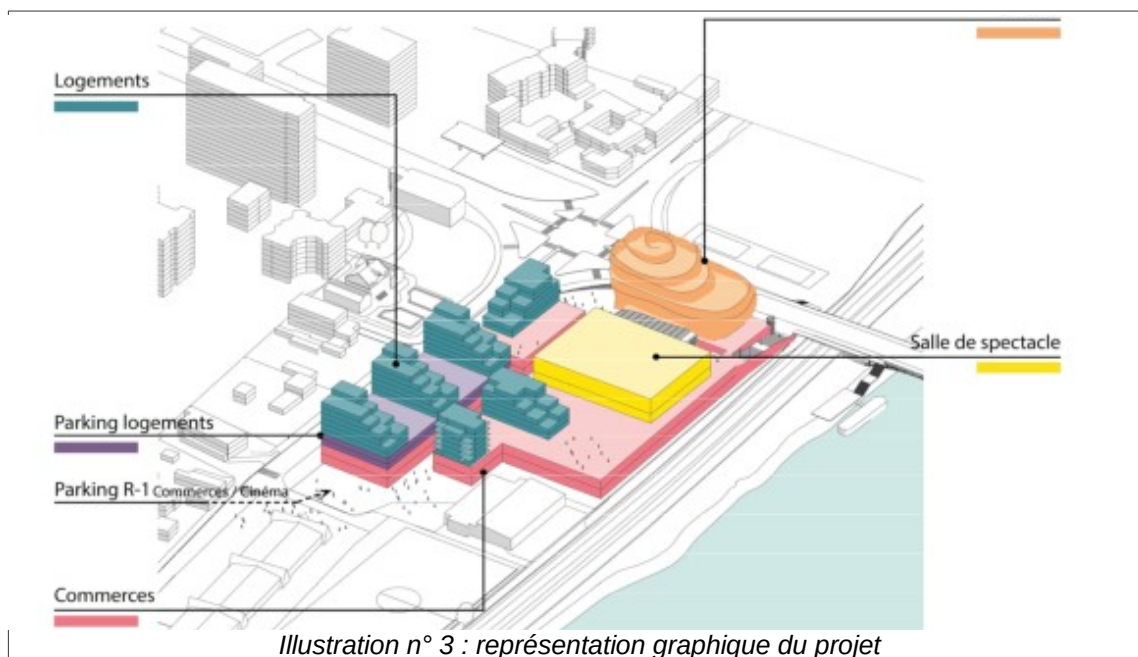 Logements
Salle de spectacle
Parking logements
Parking R-1 Commerces / Cinéma
Commerces
Illustration n° 3 : représentation graphique du projet